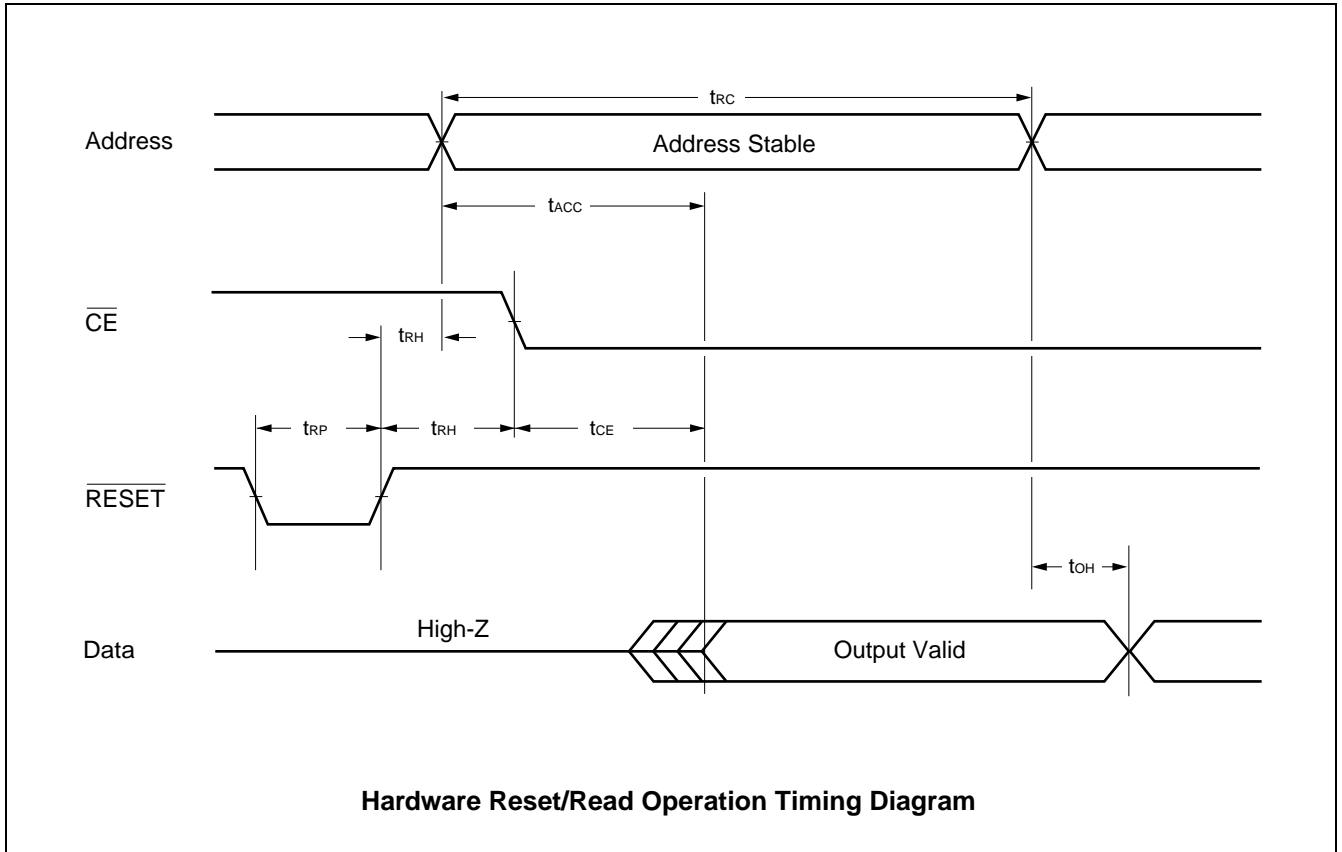 tRC
Address
Address Stable
tACC
CE
tRH
tRP
tRH
tCE
RESET
tOH
High-Z
Data
Output Valid
Hardware Reset/Read Operation Timing Diagram